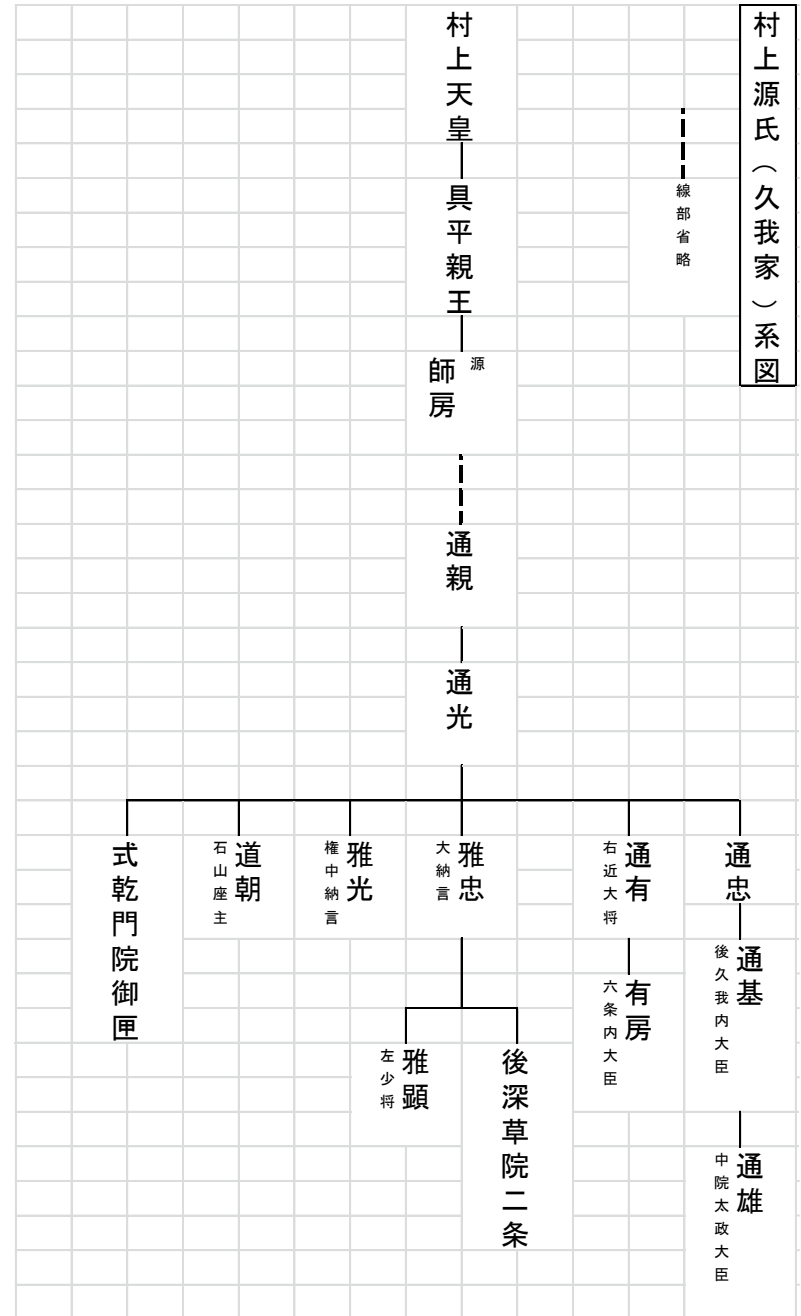 村上源氏（久我家）系図
線部省略
村上天皇
具平親王
源
師房
通親
通光
通忠
通基
後久我内大臣
通雄
中院太政大臣
通有
右近大将
有房
六条内大臣
雅忠
大納言
後深草院二条
雅顕
左少将
雅光
権中納言
道朝
石山座主
式乾門院御匣